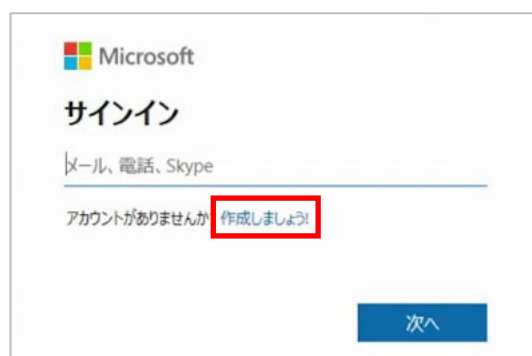 Microsoft
サインイン
メール、電話、Skype
アカウントがありませんか 作成しましょう!
次へ